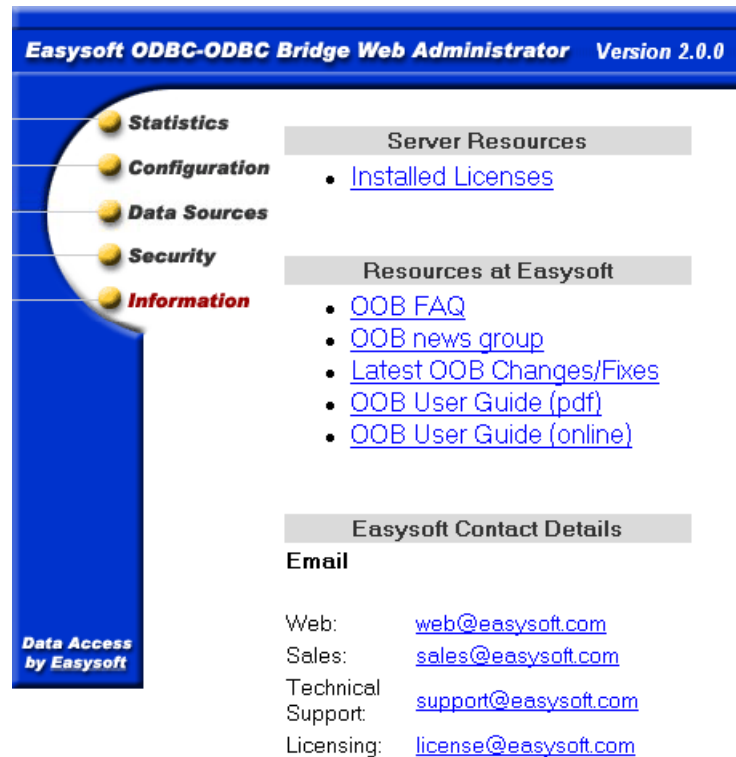 Easysoft ODBC-ODBC Bridge Web Administrator Version 2.0.0
Statistics
Configuration
Data Sources
Security
Information
Server Resources
Installed Licenses
Resources at Easysoft
OOB FAQ
OOB news group
Latest OOB Changes/Fixes
OOB User Guide (pdf)
OOB User Guide (online)
Easysoft Contact Details
Email
Web: web@easysoft.com
Sales: sales@easysoft.com
Technical
Support: support@easysoft.com
Licensing: license@easysoft.com
Data Access
by Easysoft